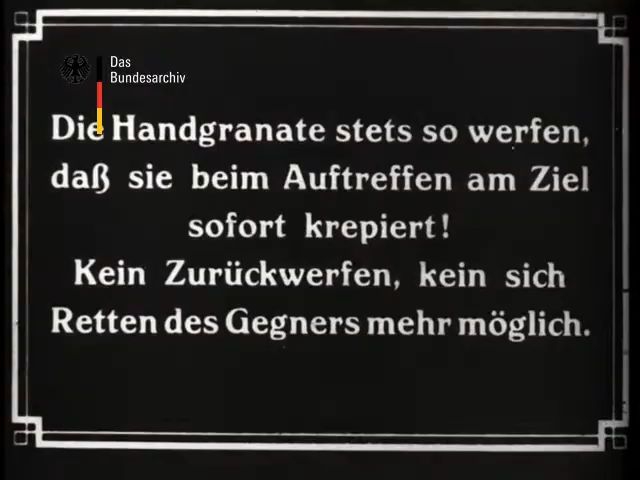 Das
Bundesarchiv
Die Handgranate stets so werfen,
daß sie beim Auftreffen am Ziel
sofort krepiert!
Kein Zurückwerfen, kein sich
Retten des Gegners mehr möglich.